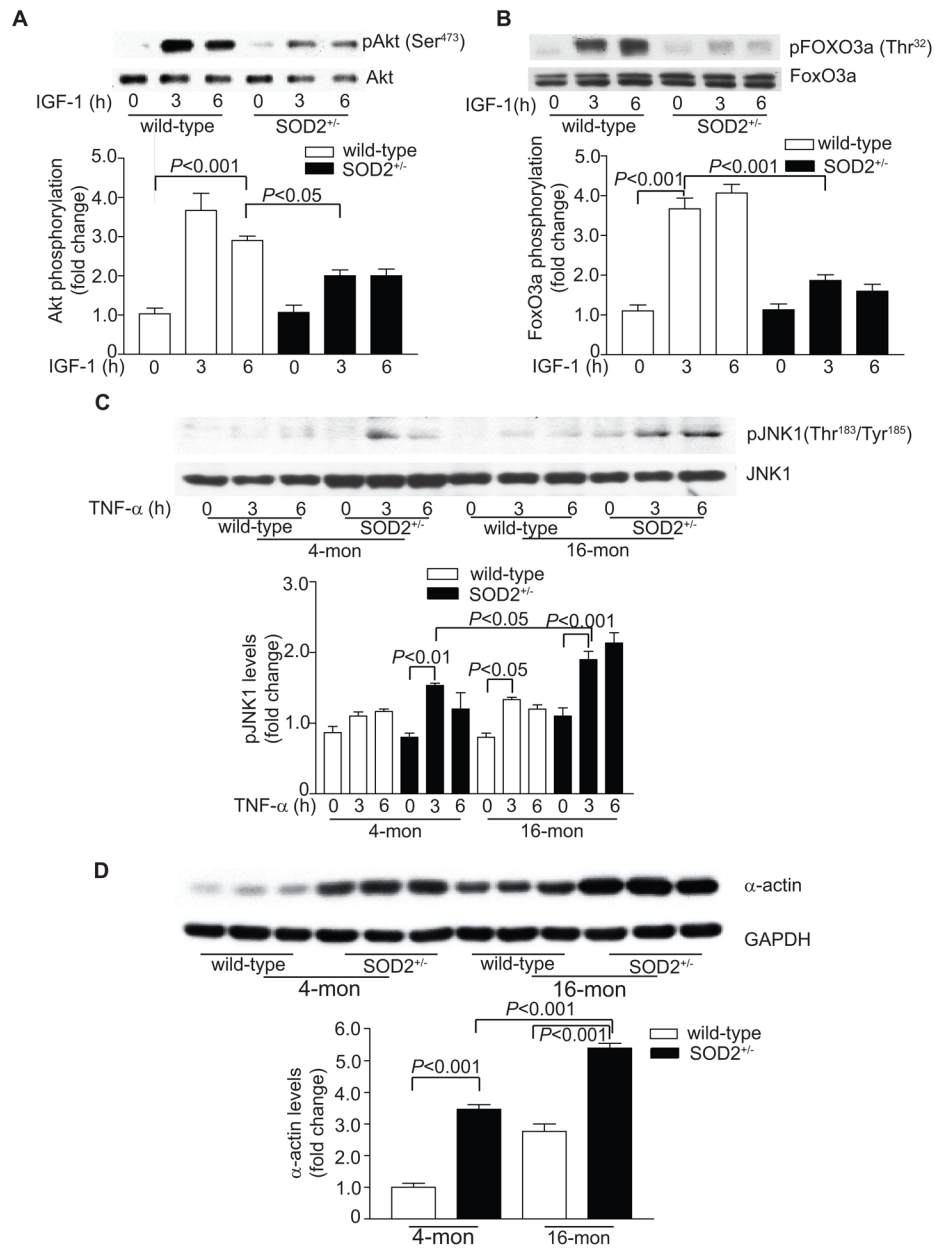 A
pAkt (Ser473)
Akt
IGF-1 (h) 0 3 6 0 3 6
wild-type SOD2+/-
wild-type
SOD2+/-
Akt phosphorylation
(fold change)
5.0
4.0
3.0
2.0
1.0
0
P<0.001
P<0.05
IGF-1 (h) 0 3 6 0 3 6
B
pFOXO3a (Thr32)
FoxO3a
IGF-1(h) 0 3 6 0 3 6
wild-type SOD2+/-
wild-type
SOD2+/-
FoxO3a phosphorylation
(fold change)
5.0
4.0
3.0
2.0
1.0
0
P<0.001
P<0.001
IGF-1 (h) 0 3 6 0 3 6
C
pJNK1(Thr183/Tyr185)
JNK1
TNF-α (h) 0 3 6 0 3 6 0 3 6 0 3 6
wild-type SOD2+/- wild-type SOD2+/-
4-mon 16-mon
wild-type
SOD2+/-
pJNK1 levels
(fold change)
3.0
2.0
1.0
0
P<0.05 P<0.001
P<0.01 P<0.05
TNF-α (h) 0 3 6 0 3 6 0 3 6 0 3 6
4-mon 16-mon
D
α-actin
GAPDH
wild-type SOD2+/- wild-type SOD2+/-
4-mon 16-mon
wild-type
SOD2+/-
α-actin levels
(fold change)
6.0
5.0
4.0
3.0
2.0
1.0
0
P<0.001
P<0.001
P<0.001
4-mon 16-mon